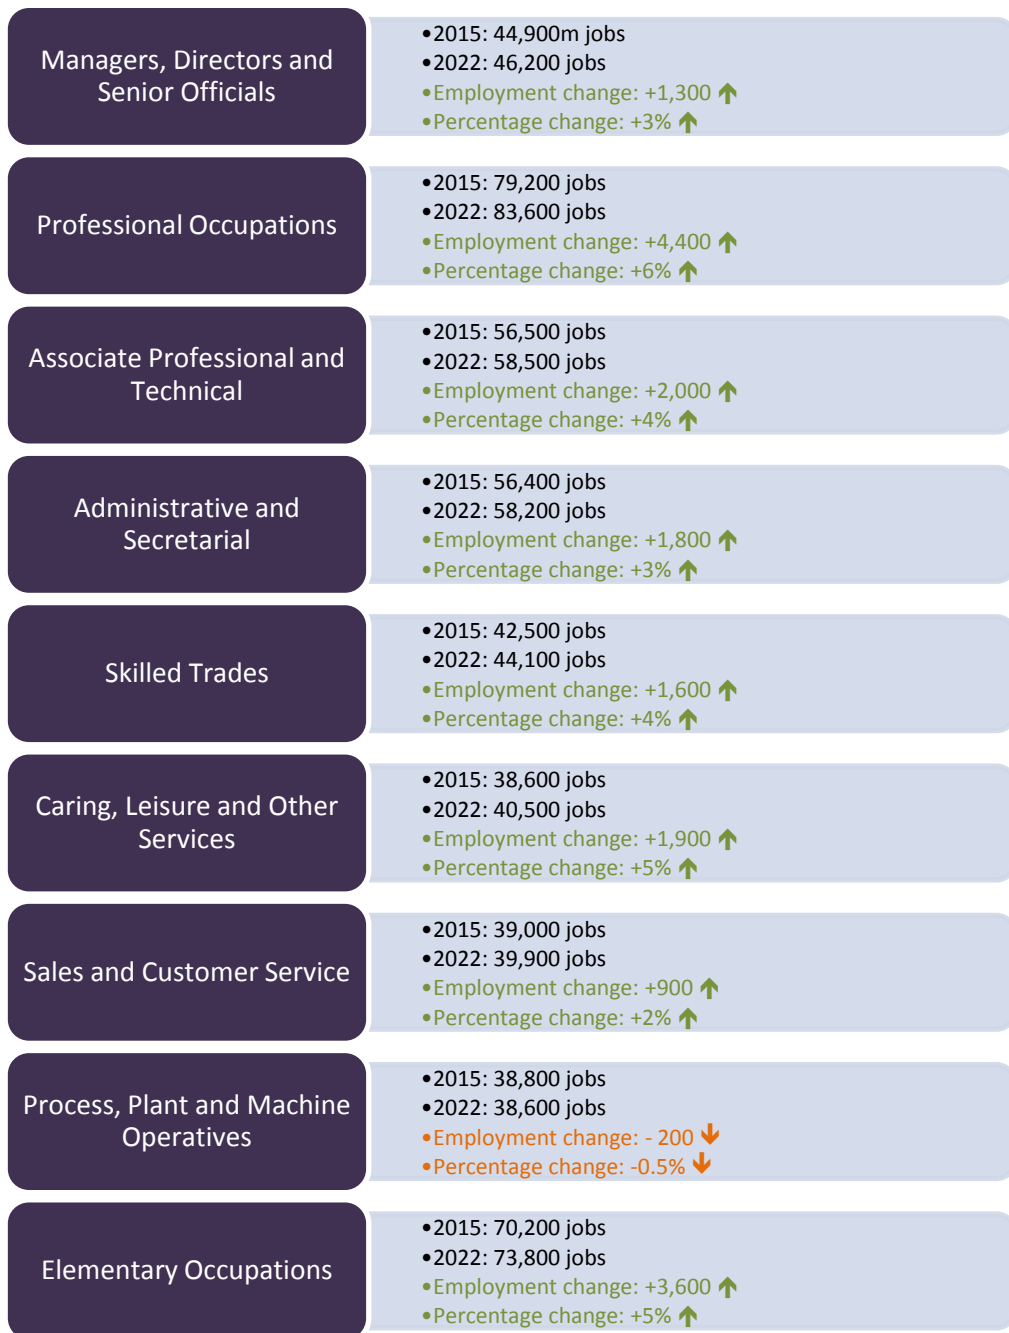 Managers, Directors and
Senior Officials
•2015: 44,900m jobs
•2022: 46,200 jobs
•Employment change: +1,300 ↑
•Percentage change: +3% ↑
Professional Occupations
•2015: 79,200 jobs
•2022: 83,600 jobs
•Employment change: +4,400 ↑
•Percentage change: +6% ↑
Associate Professional and
Technical
•2015: 56,500 jobs
•2022: 58,500 jobs
•Employment change: +2,000 ↑
•Percentage change: +4% ↑
Administrative and
Secretarial
•2015: 56,400 jobs
•2022: 58,200 jobs
•Employment change: +1,800 ↑
•Percentage change: +3% ↑
Skilled Trades
•2015: 42,500 jobs
•2022: 44,100 jobs
•Employment change: +1,600 ↑
•Percentage change: +4% ↑
Caring, Leisure and Other
Services
•2015: 38,600 jobs
•2022: 40,500 jobs
•Employment change: +1,900 ↑
•Percentage change: +5% ↑
Sales and Customer Service
•2015: 39,000 jobs
•2022: 39,900 jobs
•Employment change: +900 ↑
•Percentage change: +2% ↑
Process, Plant and Machine
Operatives
•2015: 38,800 jobs
•2022: 38,600 jobs
•Employment change: - 200 ↓
•Percentage change: -0.5% ↓
Elementary Occupations
•2015: 70,200 jobs
•2022: 73,800 jobs
•Employment change: +3,600 ↑
•Percentage change: +5% ↑